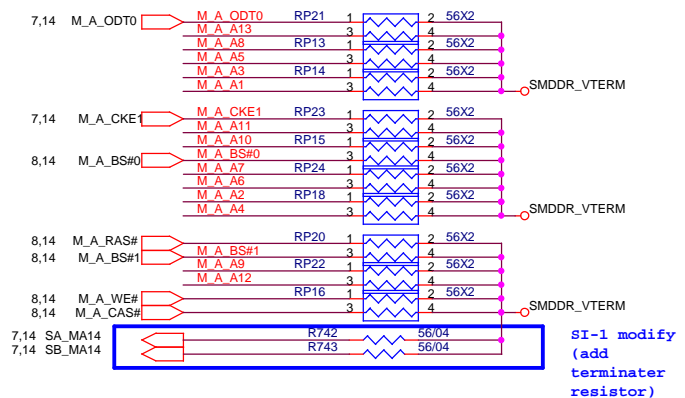 7,14 M_A_ODT0 M_A_ODT0 RP21 1 2 56X2
M_A_A13 3 4
M_A_A8 RP13 1 2 56X2
M_A_A5 3 4
M_A_A3 RP14 1 2 56X2
M_A_A1 3 4 SMDDR_VTERM
7,14 M_A_CKE1 M_A_CKE1 RP23 1 2 56X2
M_A_A11 3 4
M_A_A10 RP15 1 2 56X2
8,14 M_A_BS#0 M_A_BS#0 3 4
M_A_A7 RP24 1 2 56X2
M_A_A6 3 4
M_A_A2 RP18 1 2 56X2
M_A_A4 3 4 SMDDR_VTERM
8,14 M_A_RAS# RP20 1 2 56X2
8,14 M_A_BS#1 M_A_BS#1 3 4
M_A_A9 RP22 1 2 56X2
M_A_A12 3 4
8,14 M_A_WE# RP16 1 2 56X2
8,14 M_A_CAS# 3 4 SMDDR_VTERM
7,14 SA_MA14 R742 56/04
7,14 SB_MA14 R743 56/04
SI-1 modify
(add
terminater
resistor)